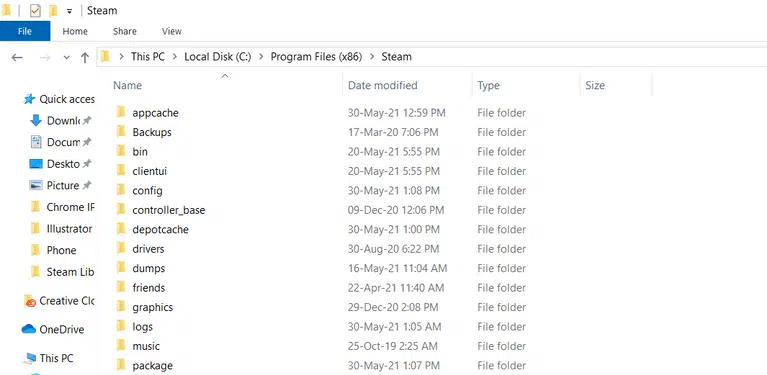 Steam
File Home Share View
This PC > Local Disk (C:) > Program Files (x86) > Steam
Name Date modified Type Size
Quick access
Downl
Docum
Deskto
Picture
Chrome IF
Illustrator
Phone
Steam Lib
Creative Clo
OneDrive
This PC
appcache 30-May-21 12:59 PM File folder
Backups 17-Mar-20 7:06 PM File folder
bin 20-May-21 5:55 PM File folder
clientui 20-May-21 5:55 PM File folder
config 30-May-21 1:08 PM File folder
controller_base 09-Dec-20 12:06 PM File folder
depotcache 30-May-21 1:00 PM File folder
drivers 30-Aug-20 6:22 PM File folder
dumps 16-May-21 11:04 AM File folder
friends 22-Apr-21 11:40 AM File folder
graphics 29-Dec-20 2:08 PM File folder
logs 30-May-21 1:05 AM File folder
music 25-Oct-19 2:25 AM File folder
package 30-May-21 1:07 PM File folder